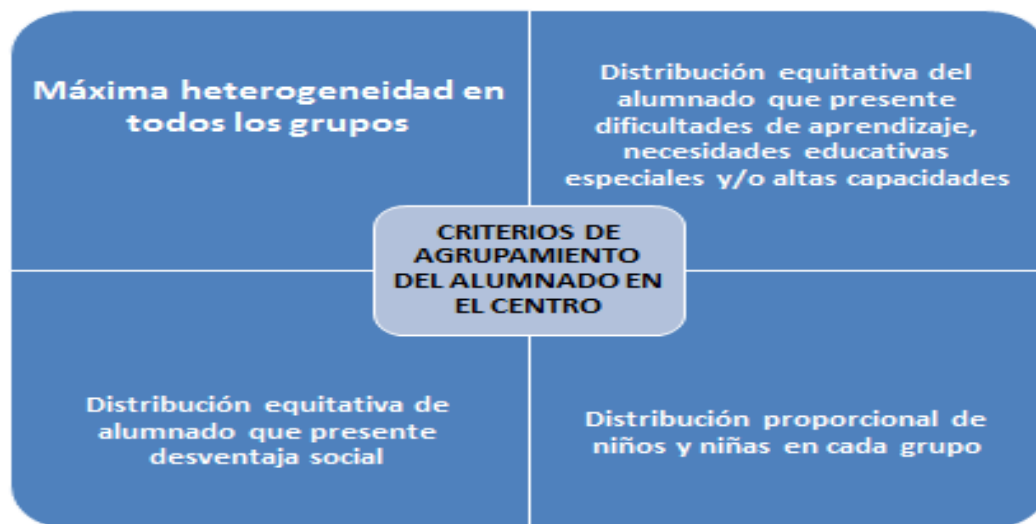 Máxima heterogeneidad en
todos los grupos
Distribución equitativa del
alumnado que presente
dificultades de aprendizaje,
necesidades educativas
especiales y/o altas capacidades
CRITERIOS DE
AGRUPAMIENTO
DEL ALUMNADO EN
EL CENTRO
Distribución equitativa de
alumnado que presente
desventaja social
Distribución proporcional de
niños y niñas en cada grupo